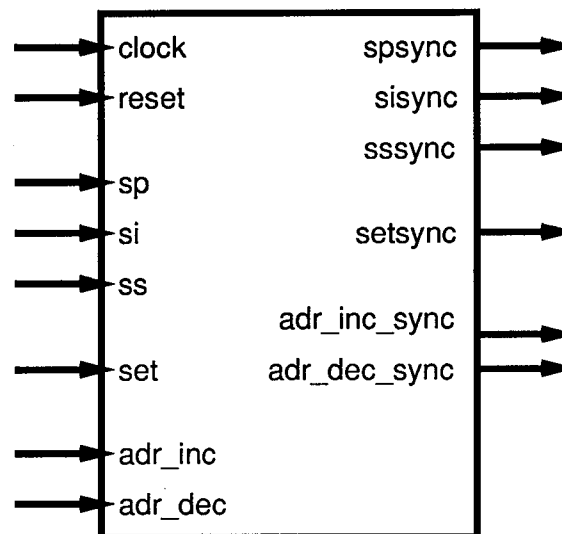 clock
reset
sp
si
ss
set
adr_inc
adr_dec
spsync
sisync
sssync
setsync
adr_inc_sync
adr_dec_sync